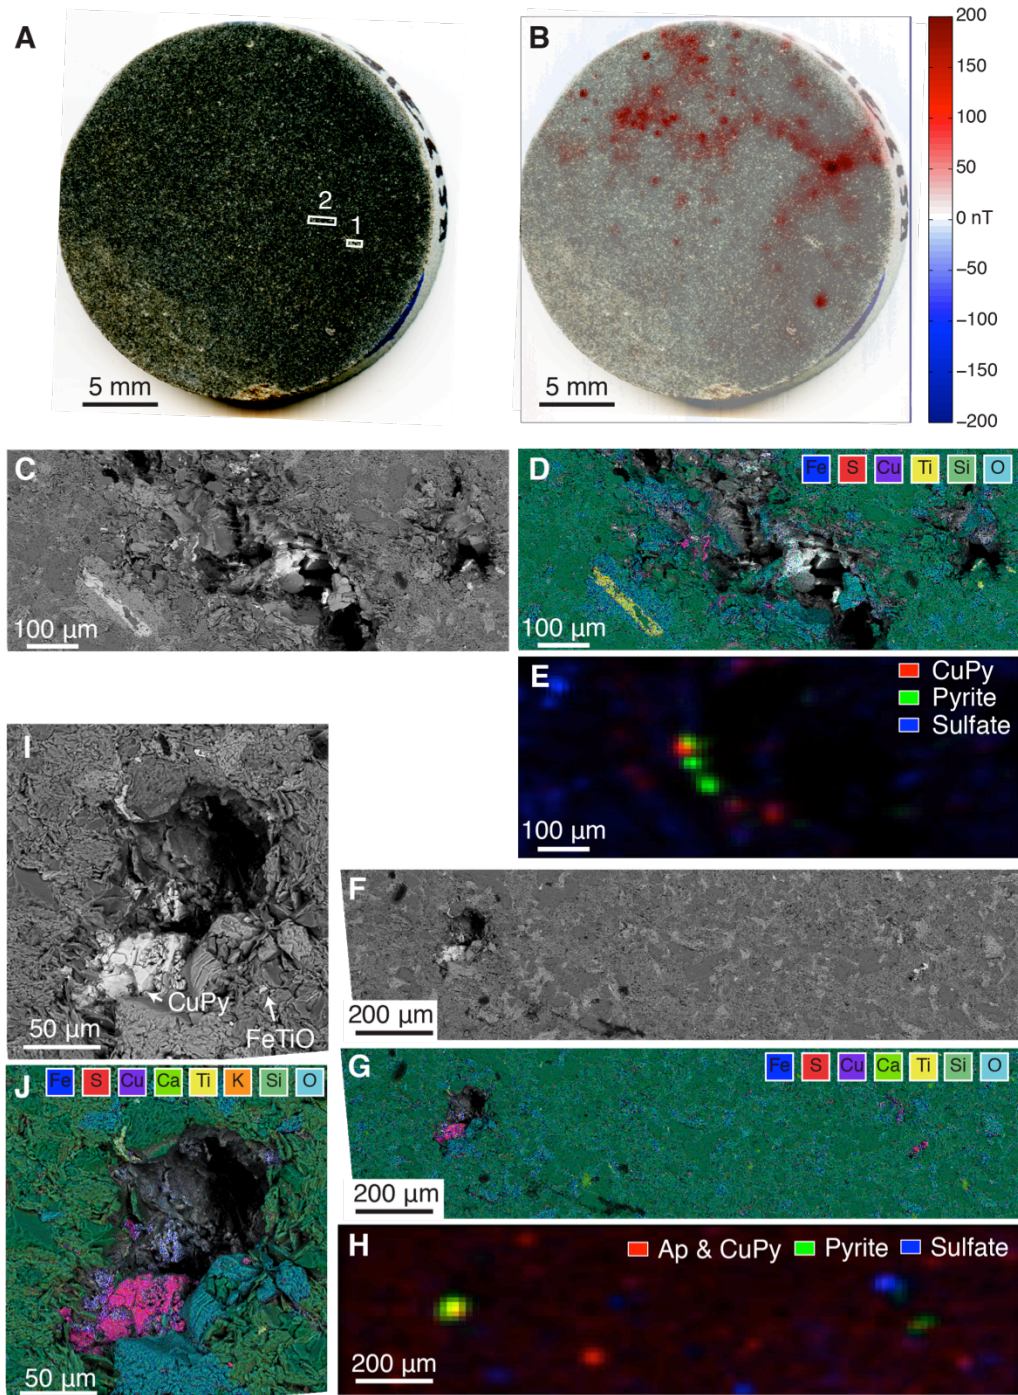 A
B
200
150
100
50
0 nT
−50
−100
−150
−200
2
1
5 mm
5 mm
C
D
Fe S Cu Ti Si O
100 µm
100 µm
E
CuPy
Pyrite
Sulfate
100 µm
I
CuPy
FeTiO
50 µm
F
200 µm
J
Fe S Cu Ca Ti K Si O
50 µm
G
Fe S Cu Ca Ti Si O
200 µm
H
Ap & CuPy Pyrite Sulfate
200 µm